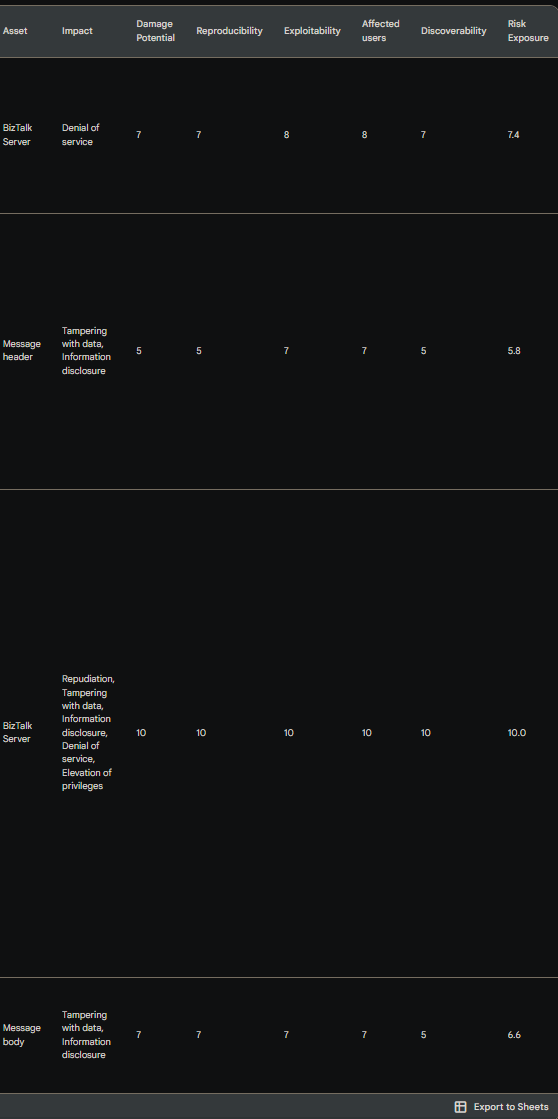 Asset Impact Damage Potential Reproducibility Exploitability Affected users Discoverability Risk Exposure
BizTalk Server Denial of service 7 7 8 8 7 7.4
Message header Tampering with data, Information disclosure 5 5 7 7 5 5.8
BizTalk Server Repudiation, Tampering with data, Information disclosure, Denial of service, Elevation of privileges 10 10 10 10 10 10.0
Message body Tampering with data, Information disclosure 7 7 7 7 5 6.6
Export to Sheets